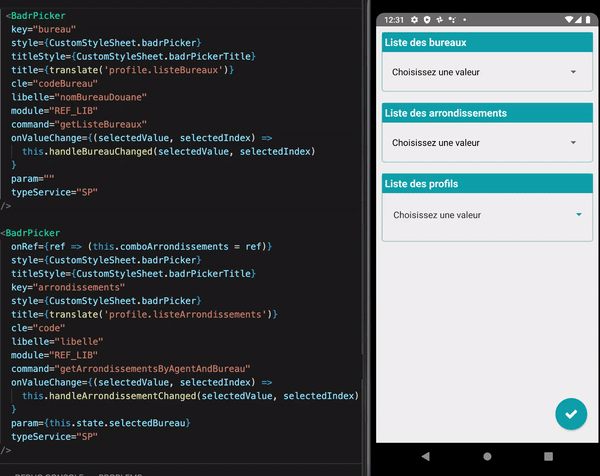 <BadrPicker
key="bureau"
style={CustomStyleSheet.badrPicker}
titleStyle={CustomStyleSheet.badrPickerTitle}
title={translate('profile.listeBureaux')}
cle="codeBureau"
libelle="nomBureauDouane"
module="REF_LIB"
command="getListeBureaux"
onValueChange={(selectedValue, selectedIndex) =>
this.handleBureauChanged(selectedValue, selectedIndex)
}
param=""
typeService="SP"
/>
<BadrPicker
onRef={ref => (this.comboArrondissements = ref)}
style={CustomStyleSheet.badrPicker}
titleStyle={CustomStyleSheet.badrPickerTitle}
key="arrondissements"
style={CustomStyleSheet.badrPicker}
title={translate('profile.listeArrondissements')}
cle="code"
libelle="libelle"
module="REF_LIB"
command="getArrondissementsByAgentAndBureau"
onValueChange={(selectedValue, selectedIndex) =>
this.handleArrondissementChanged(selectedValue, selectedIndex)
}
param={this.state.selectedBureau}
typeService="SP"
/>
12:31
Liste des bureaux
Choisissez une valeur
Liste des arrondissements
Choisissez une valeur
Liste des profils
Choisissez une valeur